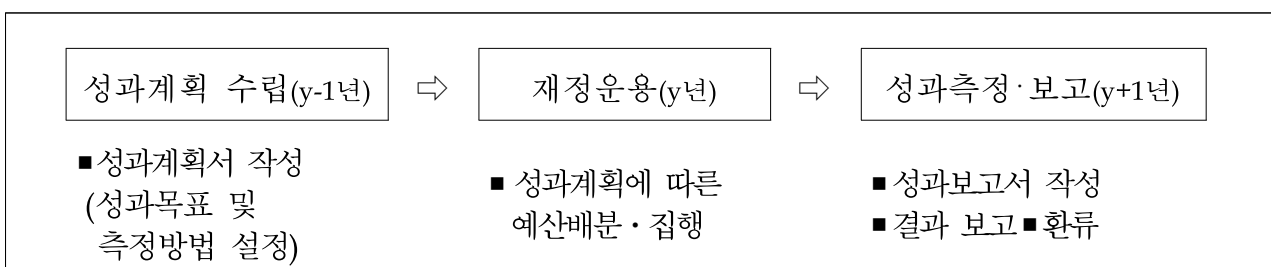 성과계획 수립(y-1년) ⇨ 재정운용(y년) ⇨ 성과측정·보고(y+1년)
■성과계획서 작성
(성과목표 및
측정방법 설정)
■ 성과계획에 따른
예산배분·집행
■성과보고서 작성
■결과 보고■환류